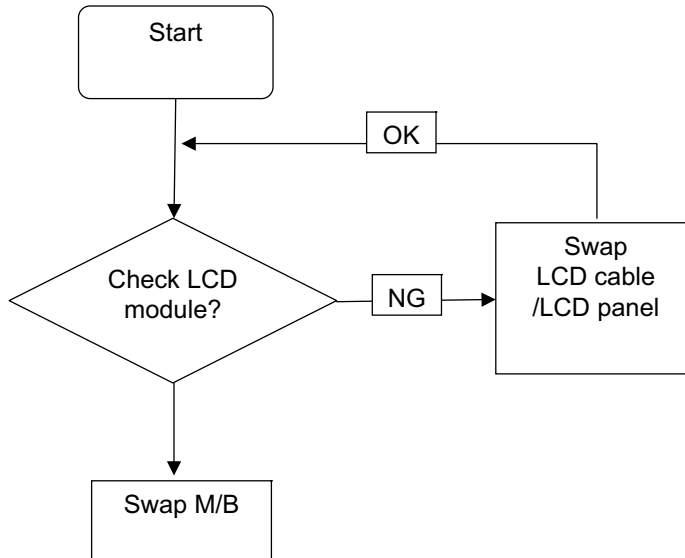 Start
OK
Check LCD
module?
NG
Swap
LCD cable
/LCD panel
Swap M/B